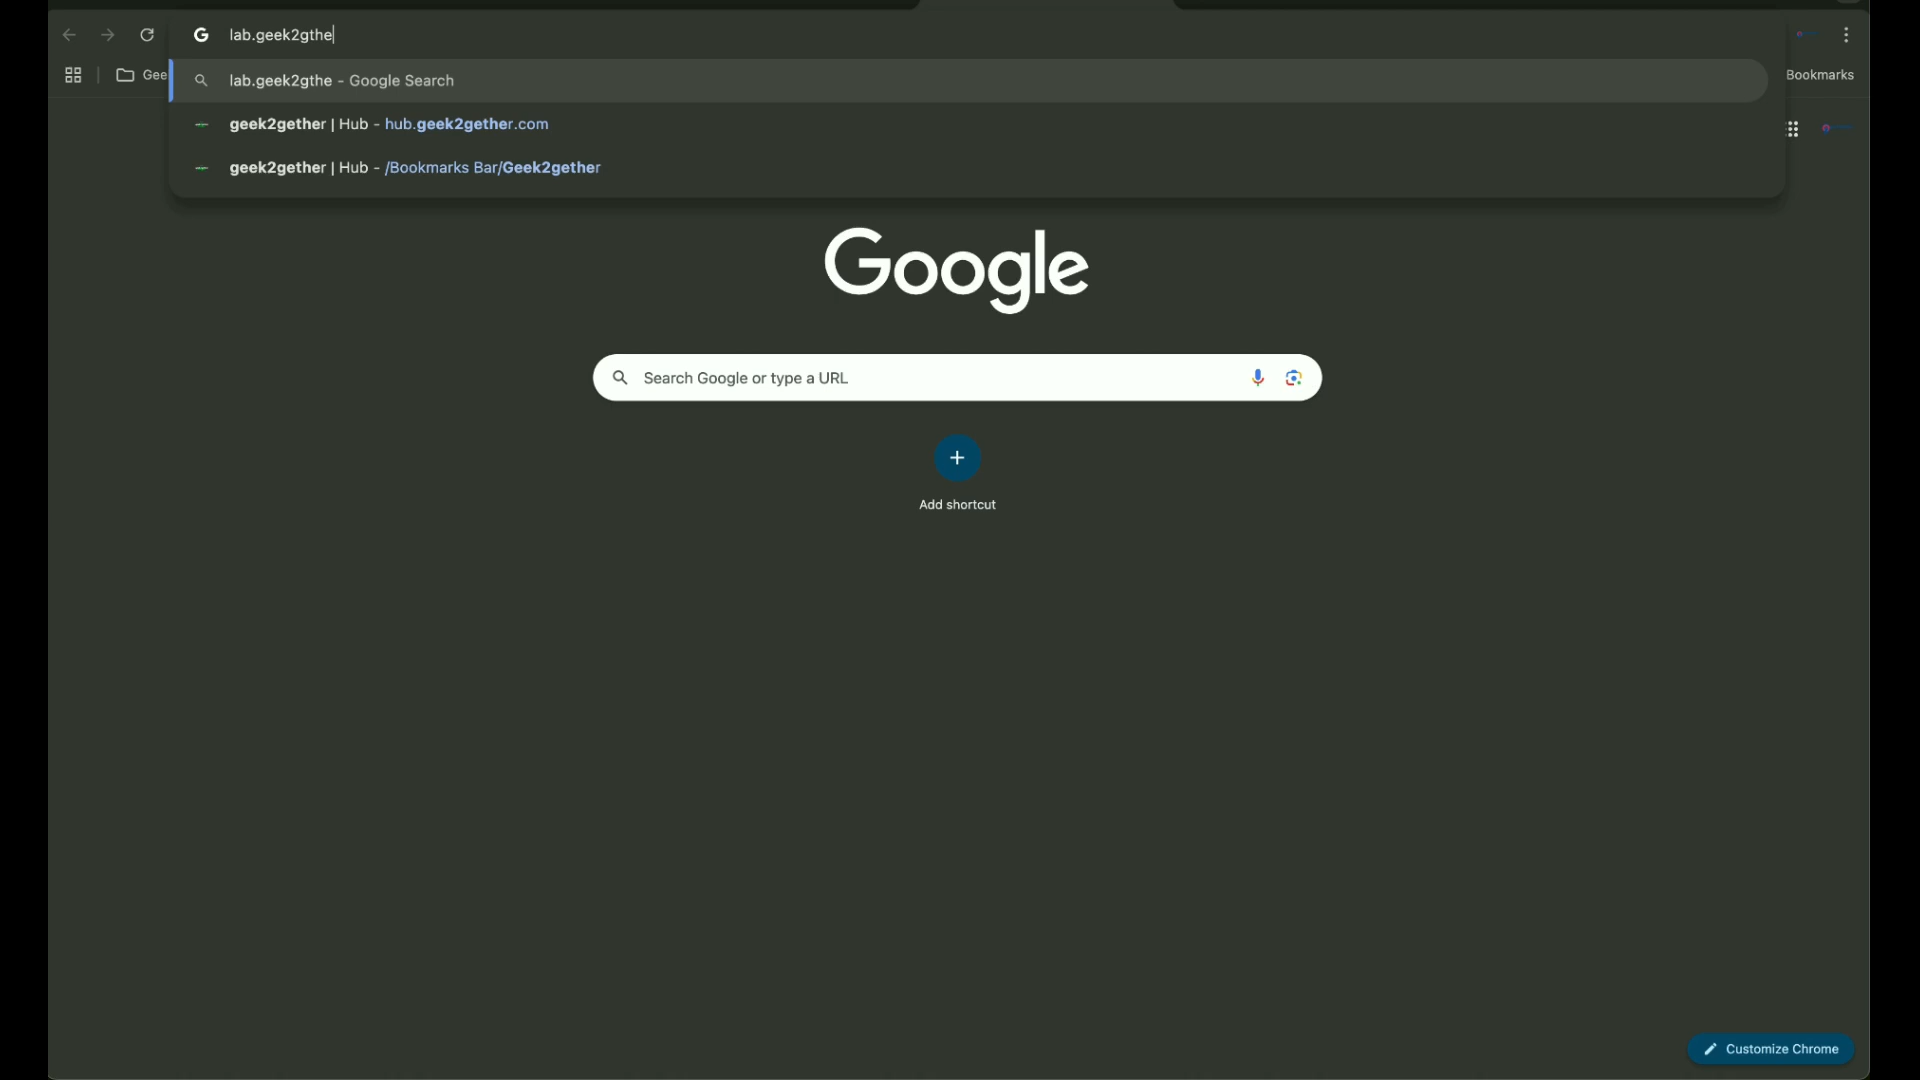 lab.geek2gthe
lab.geek2gthe - Google Search
Gee
Bookmarks
geek2gether | Hub - hub.geek2gether.com
geek2gether | Hub - /Bookmarks Bar/Geek2gether
Google
Search Google or type a URL
Add shortcut
Customize Chrome